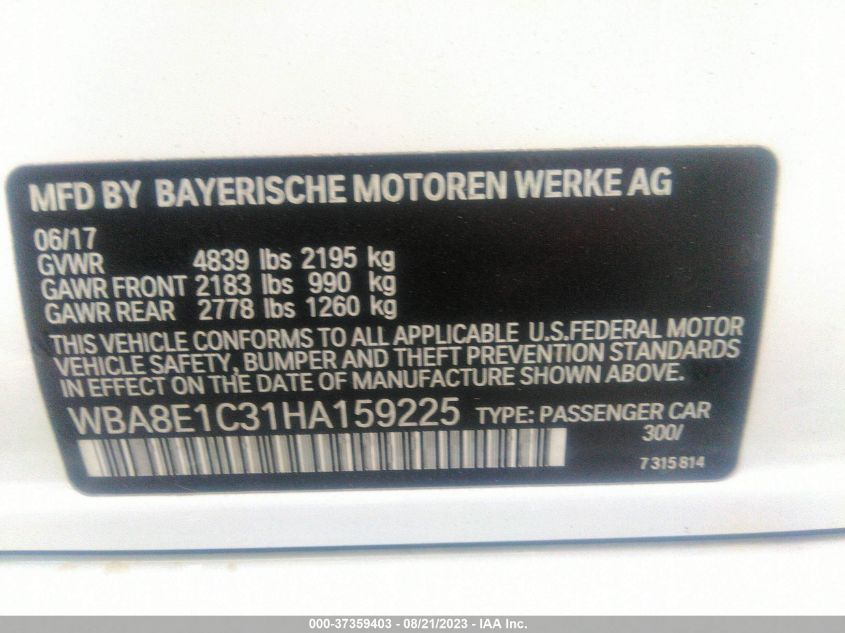 MFD BY BAYERISCHE MOTOREN WERKE AG
06/17
GVWR 4839 lbs 2195 kg
GAWR FRONT 2183 lbs 990 kg
GAWR REAR 2778 lbs 1260 kg
THIS VEHICLE CONFORMS TO ALL APPLICABLE U.S.FEDERAL MOTOR
VEHICLE SAFETY, BUMPER AND THEFT PREVENTION STANDARDS
IN EFFECT ON THE DATE OF MANUFACTURE SHOWN ABOVE.
WBA8E1C31HA159225 TYPE: PASSENGER CAR
300/
7315814
000-37359403 - 08/21/2023 - IAA Inc.